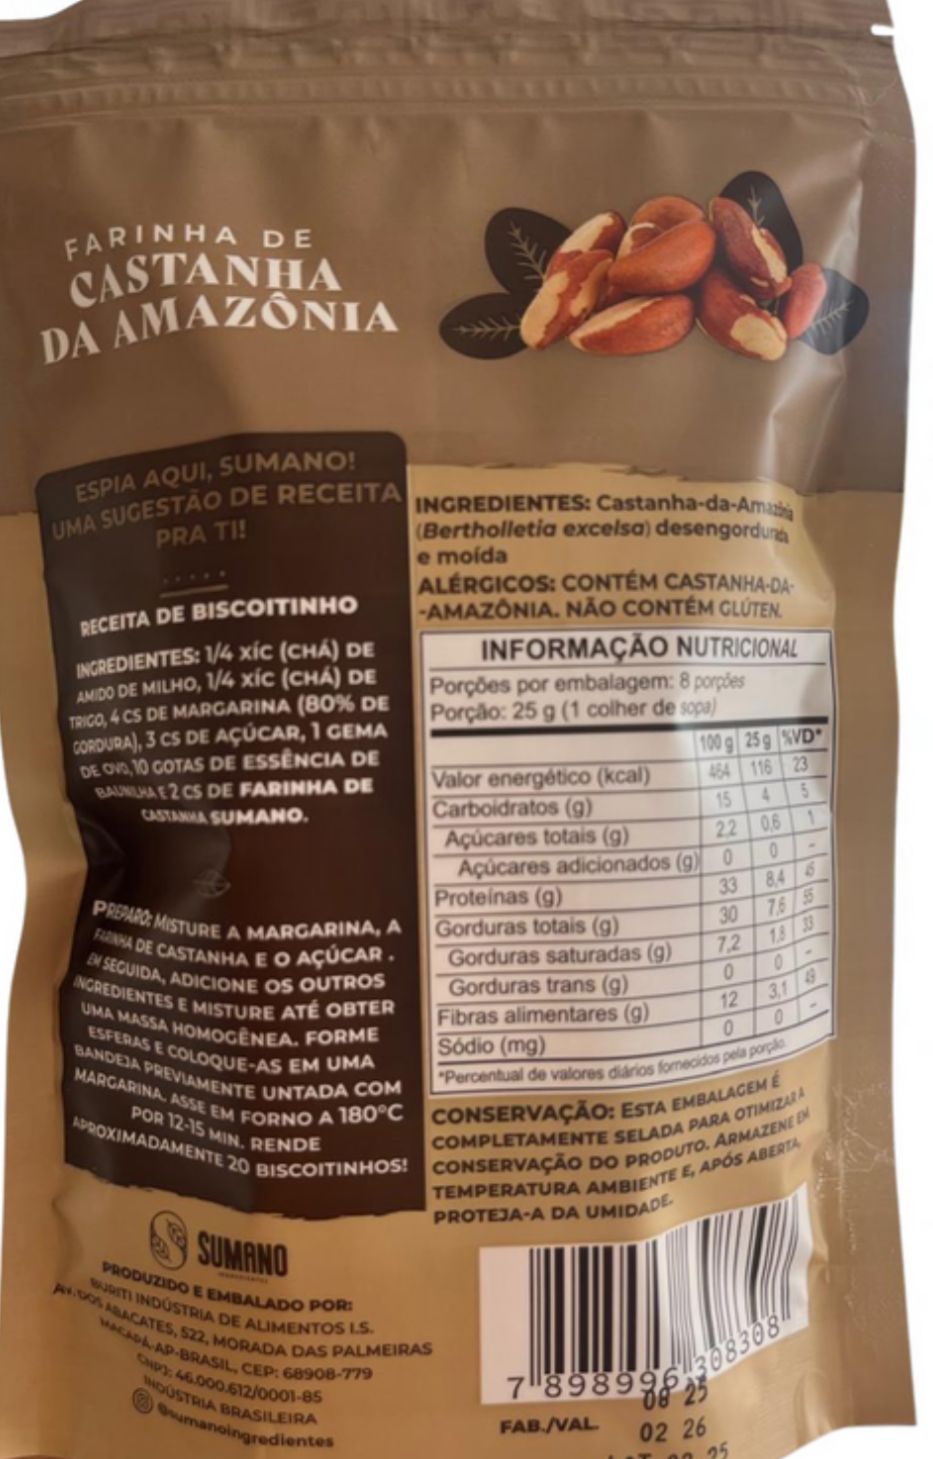 FARINHA DE
CASTANHA
DA AMAZÔNIA
ESPIA AQUI, SUMANO!
UMA SUGESTÃO DE RECEITA
PRA TI!
RECEITA DE BISCOITINHO
INGREDIENTES: 1/4 XÍC (CHÁ) DE
AMIDO DE MILHO, 1/4 XÍC (CHÁ) DE
TRIGO, 4 CS DE MARGARINA (80% DE
GORDURA), 3 CS DE AÇÚCAR, 1 GEMA
DE OVO, 10 GOTAS DE ESSÊNCIA DE
BAUNILHA E 2 CS DE FARINHA DE
CASTANHA SUMANO.
PREPARO: MISTURE A MARGARINA, A
FARINHA DE CASTANHA E O AÇÚCAR.
EM SEGUIDA, ADICIONE OS OUTROS
INGREDIENTES E MISTURE ATÉ OBTER
UMA MASSA HOMOGÊNEA. FORME
ESFERAS E COLOQUE-AS EM UMA
BANDEJA PREVIAMENTE UNTADA COM
MARGARINA. ASSE EM FORNO A 180°C
POR 12-15 MIN. RENDE
APROXIMADAMENTE 20 BISCOITINHOS!
SUMANO
PRODUZIDO E EMBALADO POR:
BURITI INDÚSTRIA DE ALIMENTOS I.S.
AV. DOS ABACATES, 522, MORADA DAS PALMEIRAS
MACAPÁ-AP-BRASIL, CEP: 68908-779
CNPJ: 46.000.612/0001-85
INDÚSTRIA BRASILEIRA
@sumanoingredientes
INGREDIENTES: Castanha-da-Amazônia
(Bertholletia excelsa) desengordurada
e moída
ALÉRGICOS: CONTÉM CASTANHA-DA-
-AMAZÔNIA. NÃO CONTÉM GLÚTEN.
INFORMAÇÃO NUTRICIONAL
Porções por embalagem: 8 porções
Porção: 25 g (1 colher de sopa)
100 g 25 g %VD*
Valor energético (kcal) 464 116 23
Carboidratos (g) 15 4 5
Açúcares totais (g) 2,2 0,6 1
Açúcares adicionados (g) 0 0 -
Proteínas (g) 33 8,4 45
Gorduras totais (g) 30 7,6 55
Gorduras saturadas (g) 7,2 1,8 33
Gorduras trans (g) 0 0 -
Fibras alimentares (g) 12 3,1 49
Sódio (mg) 0 0 -
*Percentual de valores diários fornecidos pela porção.
CONSERVAÇÃO: ESTA EMBALAGEM É
COMPLETAMENTE SELADA PARA OTIMIZAR A
CONSERVAÇÃO DO PRODUTO. ARMAZENE EM
TEMPERATURA AMBIENTE E, APÓS ABERTA,
PROTEJA-A DA UMIDADE.
7 898996 308308
08 25
FAB./VAL. 02 26